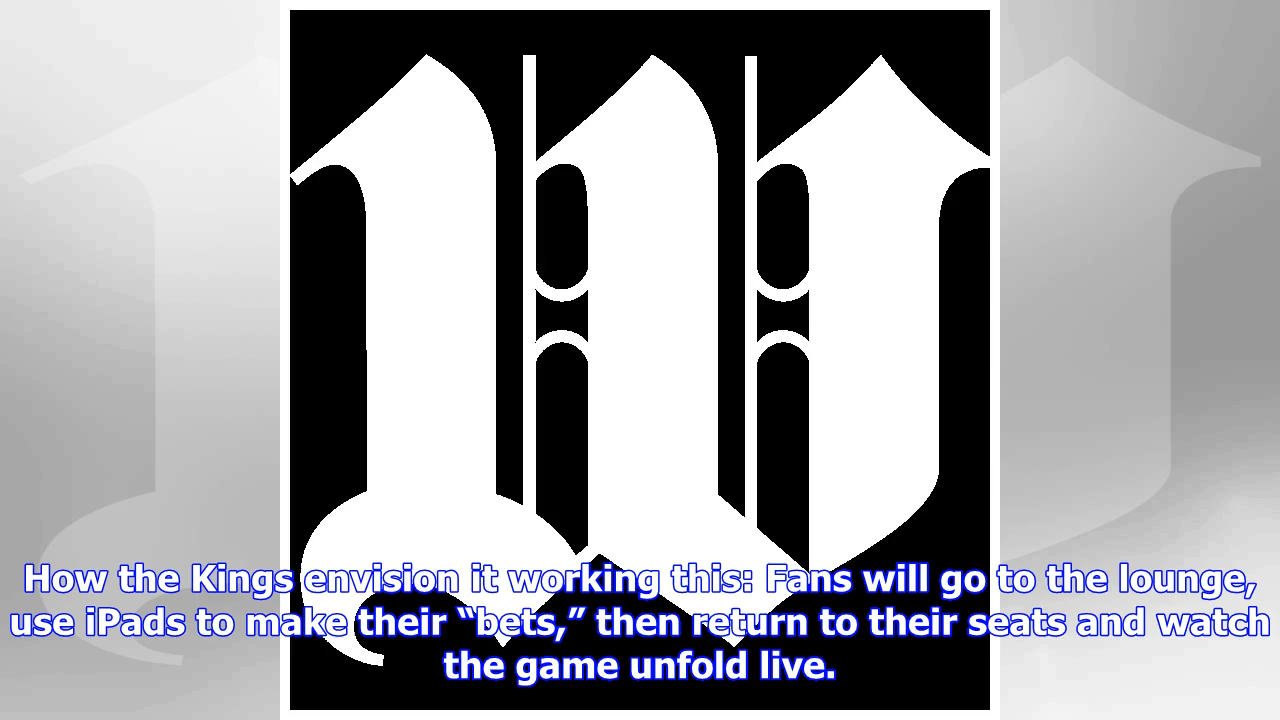 How the Kings envision it working this: Fans will go to the lounge,
use iPads to make their “bets,” then return to their seats and watch
the game unfold live.